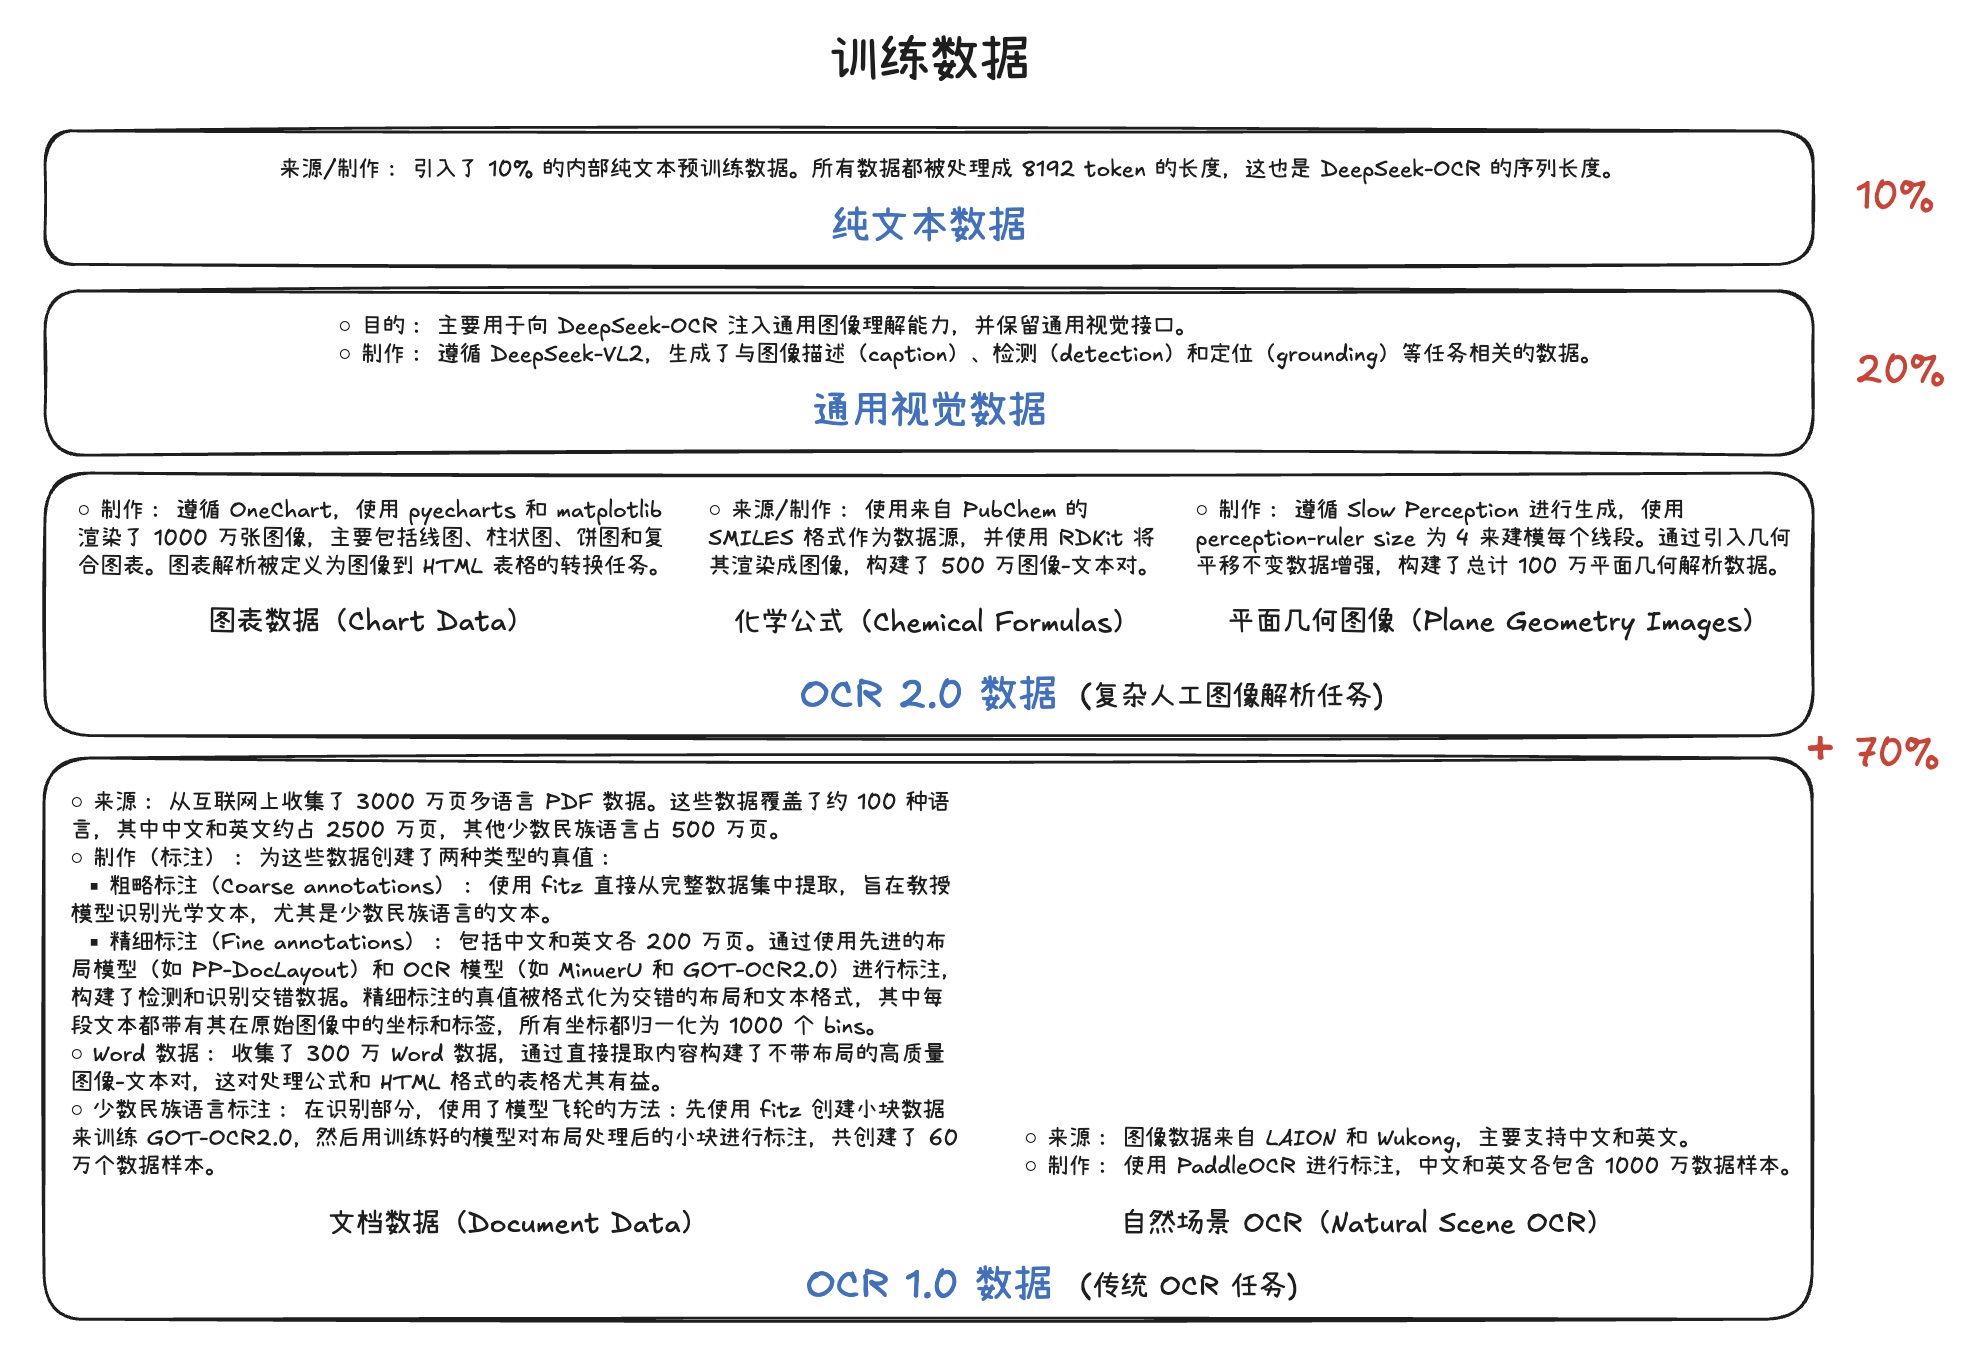 训练数据
来源/制作： 引入了 10% 的内部纯文本预训练数据。所有数据都被处理成 8192 token 的长度，这也是 DeepSeek-OCR 的序列长度。
纯文本数据
10%
○ 目的： 主要用于向 DeepSeek-OCR 注入通用图像理解能力，并保留通用视觉接口。
○ 制作： 遵循 DeepSeek-VL2，生成了与图像描述（caption）、检测（detection）和定位（grounding）等任务相关的数据。
通用视觉数据
20%
○ 制作： 遵循 OneChart，使用 pyecharts 和 matplotlib
渲染了 1000 万张图像，主要包括线图、柱状图、饼图和复
合图表。图表解析被定义为图像到 HTML 表格的转换任务。
图表数据（Chart Data）
○ 来源/制作： 使用来自 PubChem 的
SMILES 格式作为数据源，并使用 RDKit 将
其渲染成图像，构建了 500 万图像-文本对。
化学公式（Chemical Formulas）
○ 制作： 遵循 Slow Perception 进行生成，使用
perception-ruler size 为 4 来建模每个线段。通过引入几何
平移不变数据增强，构建了总计 100 万平面几何解析数据。
平面几何图像（Plane Geometry Images）
OCR 2.0 数据 (复杂人工图像解析任务)
+ 70%
○ 来源： 从互联网上收集了 3000 万页多语言 PDF 数据。这些数据覆盖了约 100 种语
言，其中中文和英文约占 2500 万页，其他少数民族语言占 500 万页。
○ 制作（标注）： 为这些数据创建了两种类型的真值：
▪ 粗略标注（Coarse annotations）： 使用 fitz 直接从完整数据集中提取，旨在教授
模型识别光学文本，尤其是少数民族语言的文本。
▪ 精细标注（Fine annotations）： 包括中文和英文各 200 万页。通过使用先进的布
局模型（如 PP-DocLayout）和 OCR 模型（如 MinuerU 和 GOT-OCR2.0）进行标注，
构建了检测和识别交错数据。精细标注的真值被格式化为交错的布局和文本格式，其中每
段文本都带有其在原始图像中的坐标和标签，所有坐标都归一化为 1000 个 bins。
○ Word 数据： 收集了 300 万 Word 数据，通过直接提取内容构建了不带布局的高质量
图像-文本对，这对处理公式和 HTML 格式的表格尤其有益。
○ 少数民族语言标注： 在识别部分，使用了模型飞轮的方法：先使用 fitz 创建小块数据
来训练 GOT-OCR2.0，然后用训练好的模型对布局处理后的小块进行标注，共创建了 60
万个数据样本。
文档数据（Document Data）
○ 来源： 图像数据来自 LAION 和 Wukong，主要支持中文和英文。
○ 制作： 使用 PaddleOCR 进行标注，中文和英文各包含 1000 万数据样本。
自然场景 OCR（Natural Scene OCR）
OCR 1.0 数据 (传统 OCR 任务)